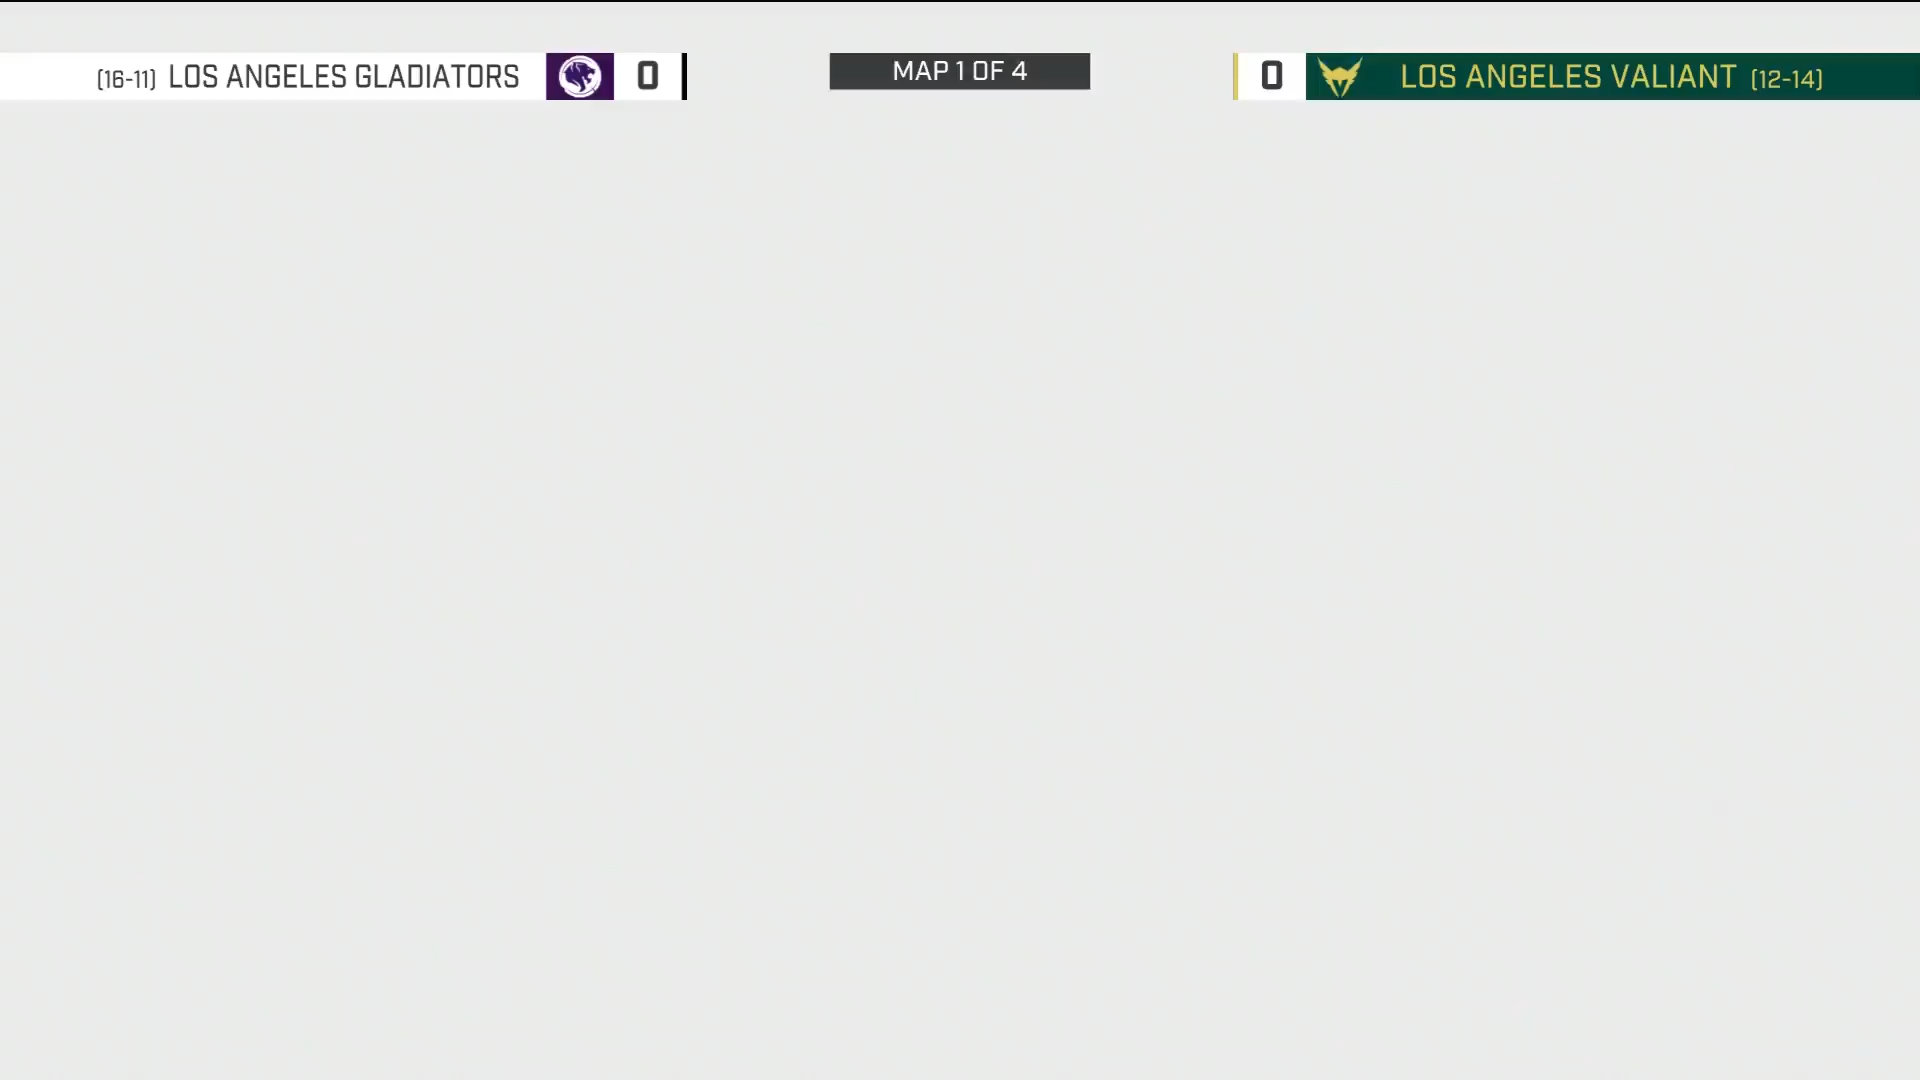 [16-11] LOS ANGELES GLADIATORS 0
MAP 1 OF 4
0 LOS ANGELES VALIANT [12-14]